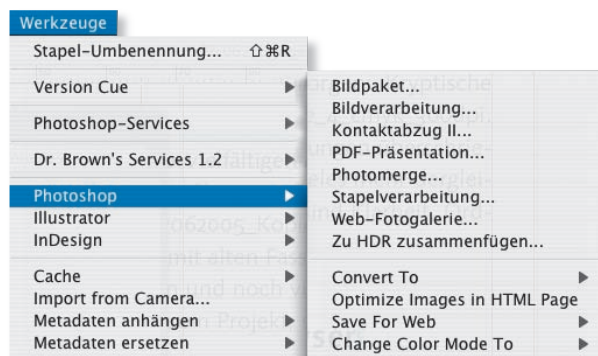 Werkzeuge
Stapel-Umbenennung... ⇧⌘R
Version Cue
Photoshop-Services
Dr. Brown's Services 1.2
Photoshop
Illustrator
InDesign
Cache
Import from Camera...
Metadaten anhängen
Metadaten ersetzen
Bildpaket...
Bildverarbeitung...
Kontaktabzug II...
PDF-Präsentation...
Photomerge...
Stapelverarbeitung...
Web-Fotogalerie...
Zu HDR zusammenfügen...
Convert To
Optimize Images in HTML Page
Save For Web
Change Color Mode To